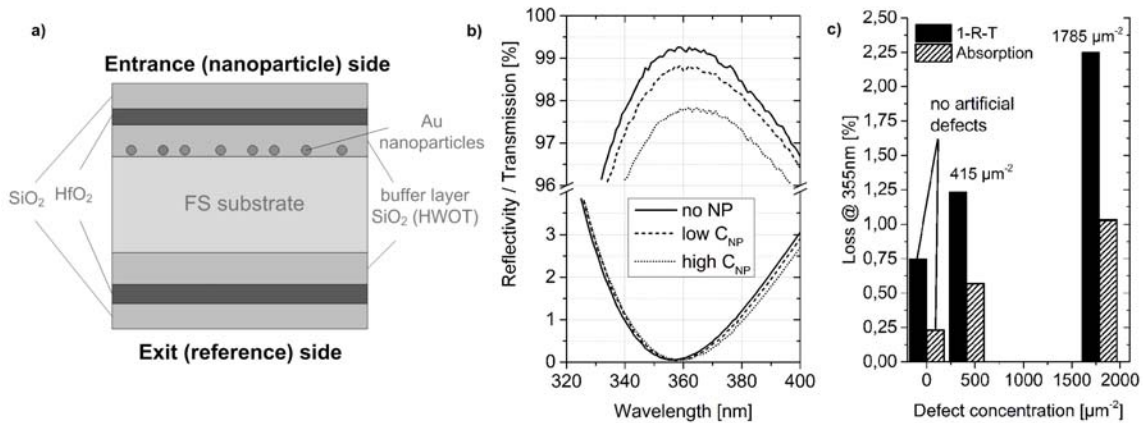 a)
Entrance (nanoparticle) side
Au
nanoparticles
SiO₂
HfO₂
FS substrate
buffer layer
SiO₂ (HWOT)
Exit (reference) side
b)
Reflectivity / Transmission [%]
99
98
97
96
3
2
1
0
no NP
low C_NP
high C_NP
320 340 360 380 400
Wavelength [nm]
c)
Loss @ 355nm [%]
2,50
2,25
2,00
1,75
1,50
1,25
1,00
0,75
0,50
0,25
0,00
1-R-T
Absorption
1785 µm⁻²
no artificial
defects
415 µm⁻²
0 500 1000 1500 2000
Defect concentration [µm⁻²]